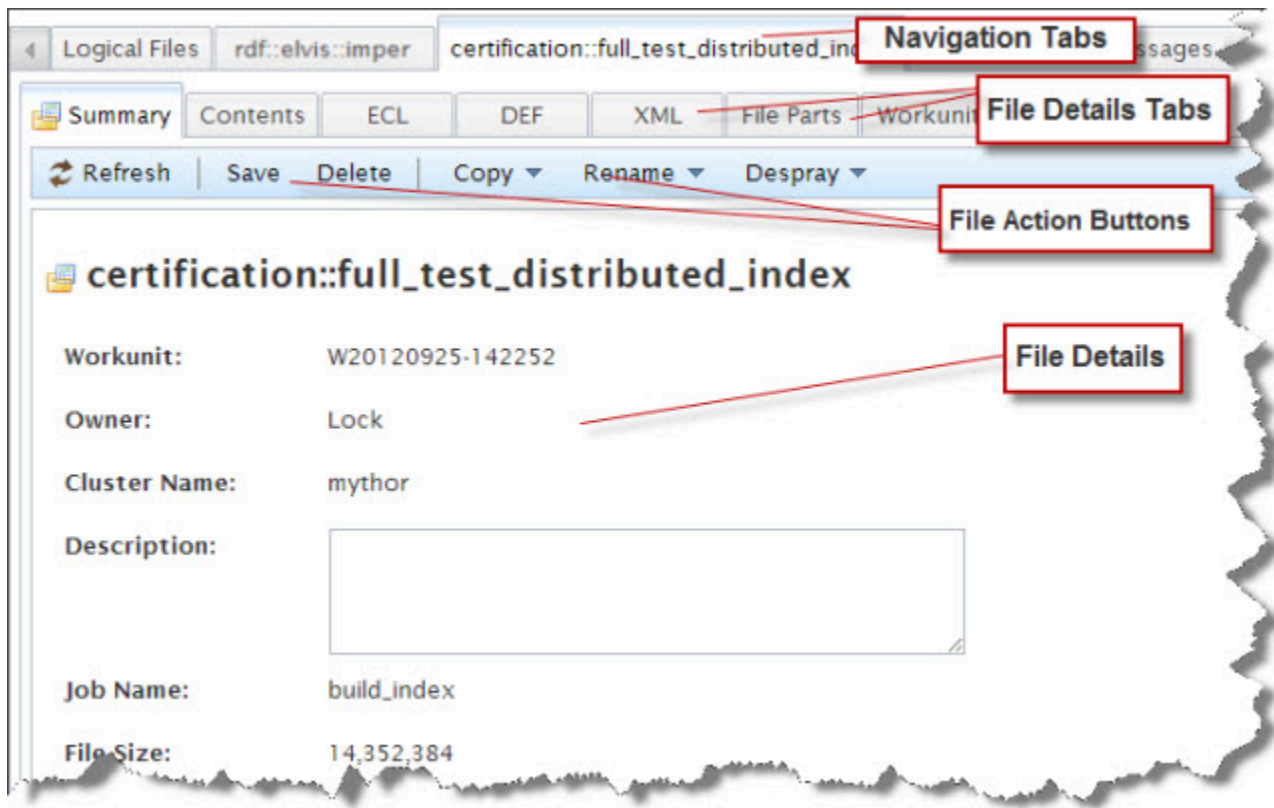 Logical Files rdf::elvis::imper certification::full_test_distributed_in Navigation Tabs
Summary Contents ECL DEF XML File Parts Workunit File Details Tabs
Refresh Save Delete Copy Rename Despray
File Action Buttons
certification::full_test_distributed_index
Workunit: W20120925-142252
File Details
Owner: Lock
Cluster Name: mythor
Description:
Job Name: build_index
File Size: 14,352,384